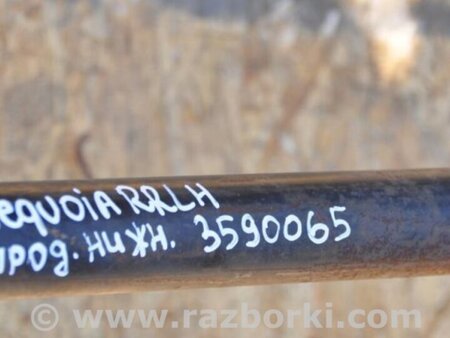 equoia RRLH
прод. нижн. 3590065
© www.razborki.com